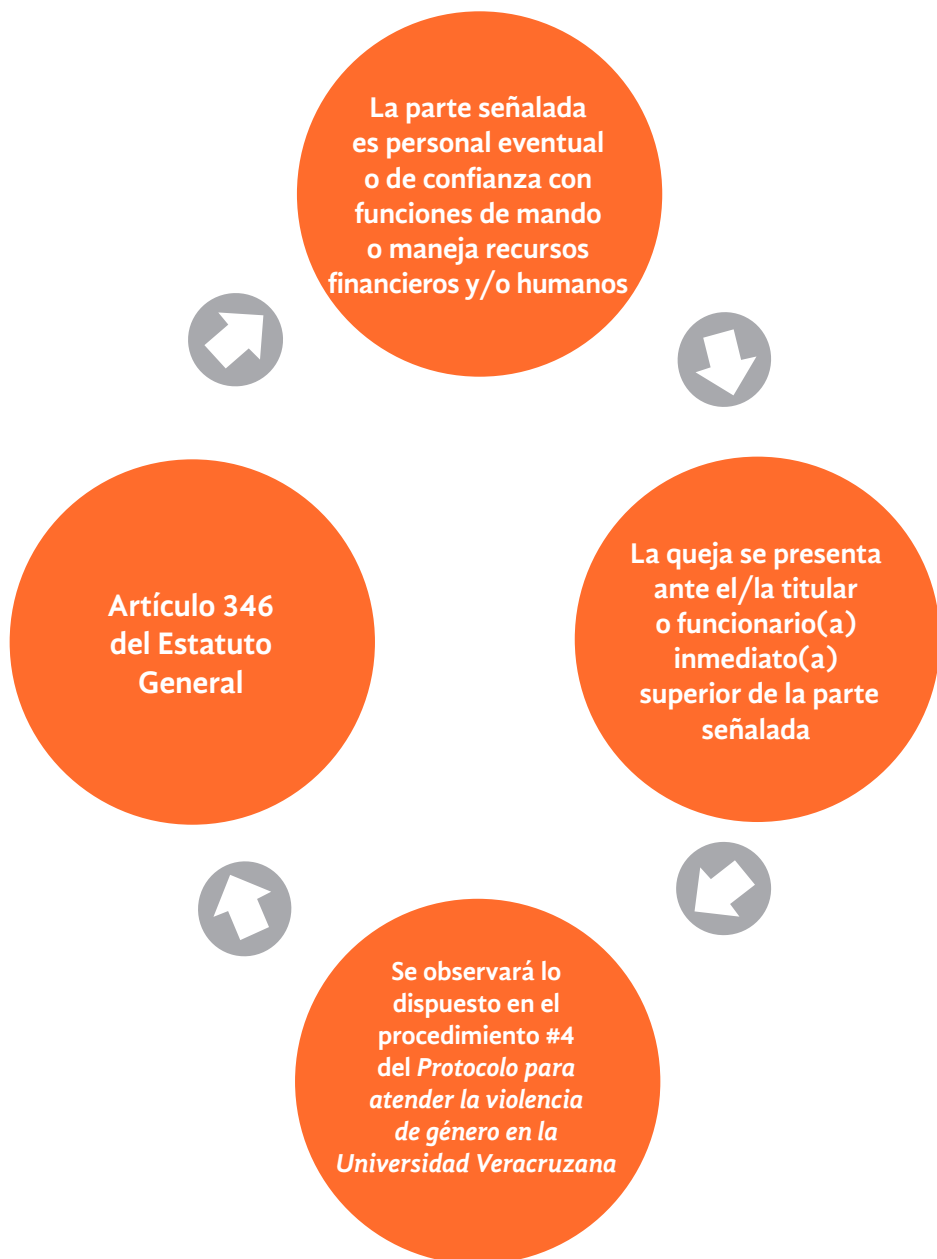 La parte señalada
es personal eventual
o de confianza con
funciones de mando
o maneja recursos
financieros y/o humanos
La queja se presenta
ante el/la titular
o funcionario(a)
inmediato(a)
superior de la parte
señalada
Se observará lo
dispuesto en el
procedimiento #4
del Protocolo para
atender la violencia
de género en la
Universidad Veracruzana
Artículo 346
del Estatuto
General